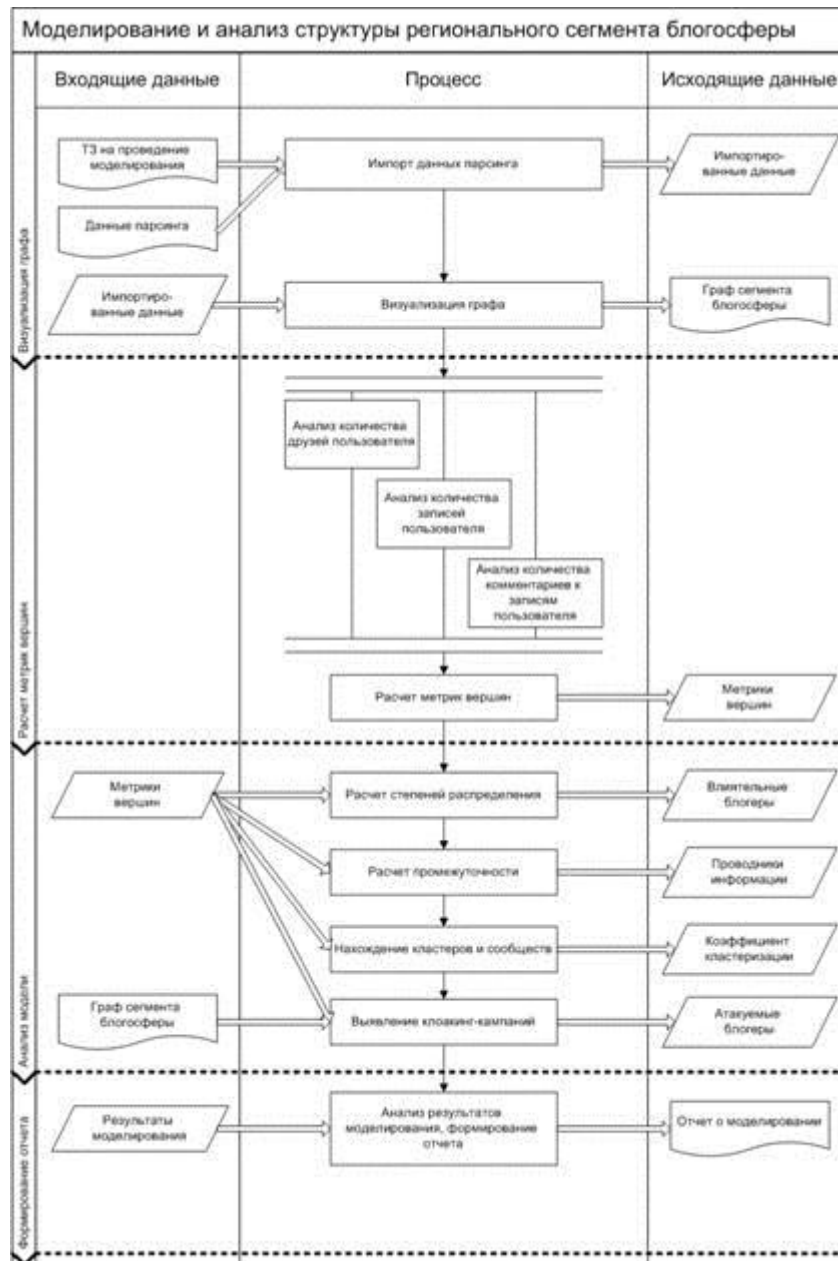 Моделирование и анализ структуры регионального сегмента блогосферы
Входящие данные
Процесс
Исходящие данные
Визуализация графа
ТЗ на проведение
моделирования
Импорт данных парсинга
Импортиро-
ванные данные
Данные парсинга
Импортиро-
ванные данные
Визуализация графа
Граф сегмента
блогосферы
Расчет метрик вершин
Анализ количества
друзей пользователя
Анализ количества
записей
пользователя
Анализ количества
комментариев к
записям
пользователя
Расчет метрик вершин
Метрики
вершин
Анализ модели
Метрики
вершин
Расчет степеней распределения
Влиятельные
блогеры
Расчет промежуточности
Проводники
информации
Нахождение кластеров и сообществ
Коэффициент
кластеризации
Граф сегмента
блогосферы
Выявление клоакинг-кампаний
Атакуемые
блогеры
Формирование отчета
Результаты
моделирования
Анализ результатов
моделирования, формирование
отчета
Отчет о моделировании